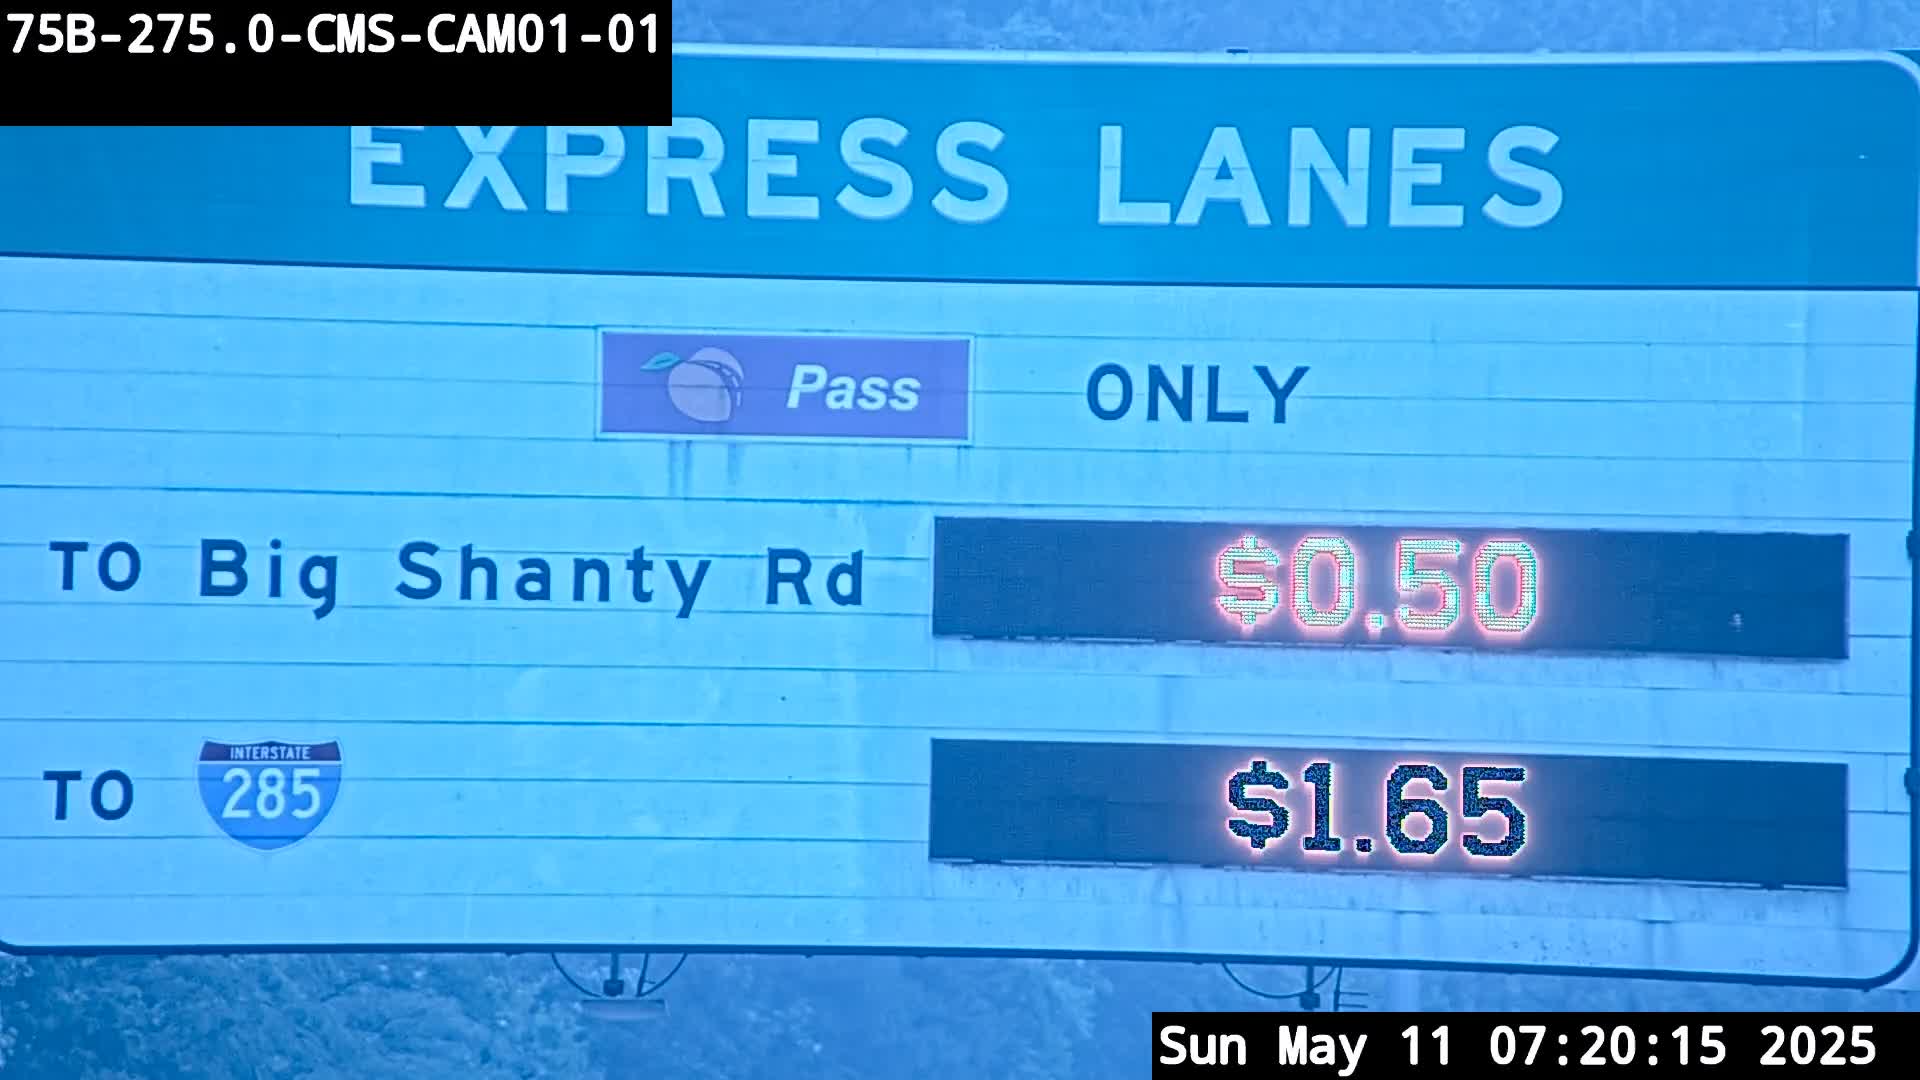 75B-275.0-CMS-CAM01-01
EXPRESS LANES
Pass ONLY
TO Big Shanty Rd $0.50
INTERSTATE
TO 285 $1.65
Sun May 11 07:20:15 2025